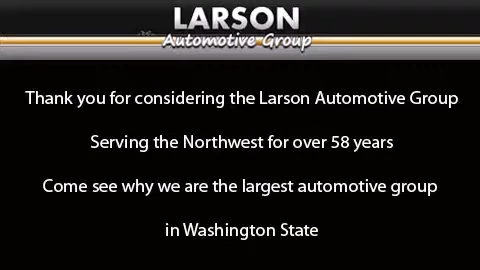 LARSON
Automotive Group
Thank you for considering the Larson Automotive Group
Serving the Northwest for over 58 years
Come see why we are the largest automotive group
in Washington State